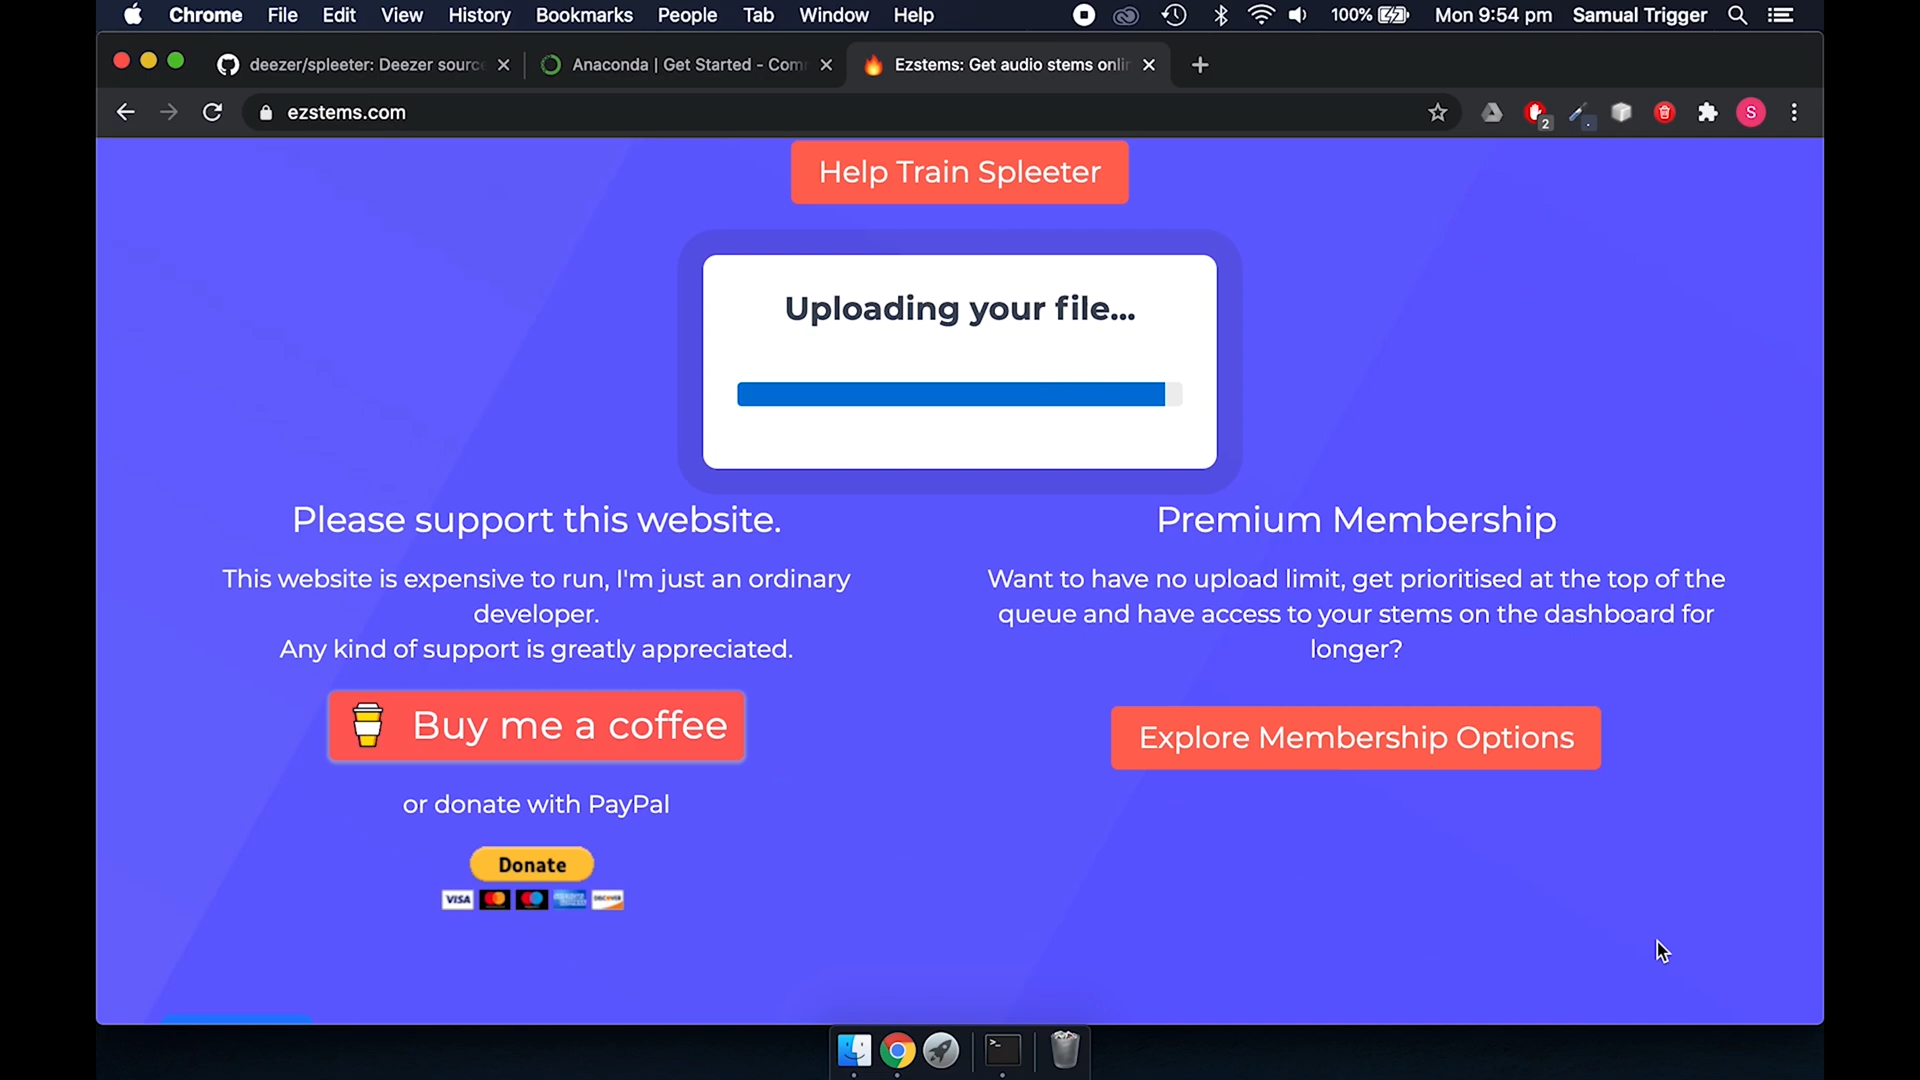 Chrome File Edit View History Bookmarks People Tab Window Help 100% Mon 9:54 pm Samual Trigger
deezer/spleeter: Deezer source Anaconda | Get Started - Com Ezstems: Get audio stems onli
ezstems.com 2 S
Help Train Spleeter
Uploading your file...
Please support this website.
This website is expensive to run, I'm just an ordinary
developer.
Any kind of support is greatly appreciated.
Buy me a coffee
or donate with PayPal
Donate
VISA DISCOVER
Premium Membership
Want to have no upload limit, get prioritised at the top of the
queue and have access to your stems on the dashboard for
longer?
Explore Membership Options